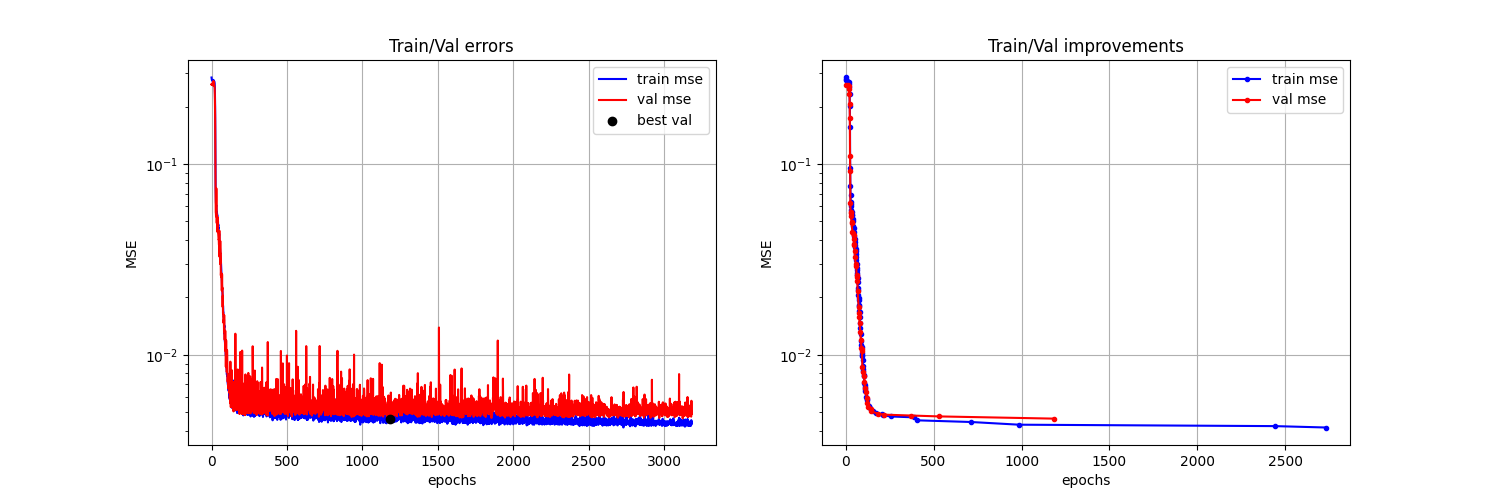 Train/Val errors
train mse
val mse
best val
10⁻¹
10⁻²
MSE
0 500 1000 1500 2000 2500 3000
epochs
Train/Val improvements
train mse
val mse
10⁻¹
10⁻²
MSE
0 500 1000 1500 2000 2500
epochs